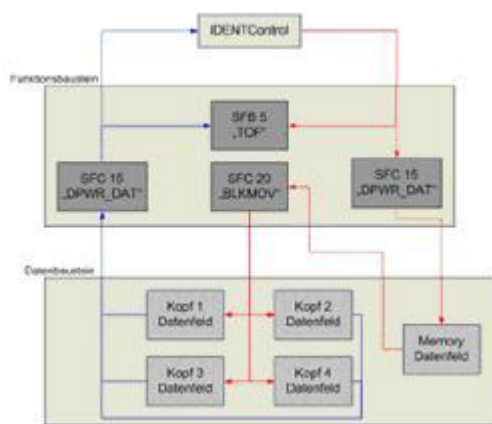 IDENTControl
Funktionsbaustein
SFB 5
„TOF“
SFC 15
„DPWR_DAT“
SFC 20
„BLKMOV“
SFC 15
„DPWR_DAT“
Datenbaustein
Kopf 1
Datenfeld
Kopf 2
Datenfeld
Memory
Datenfeld
Kopf 3
Datenfeld
Kopf 4
Datenfeld